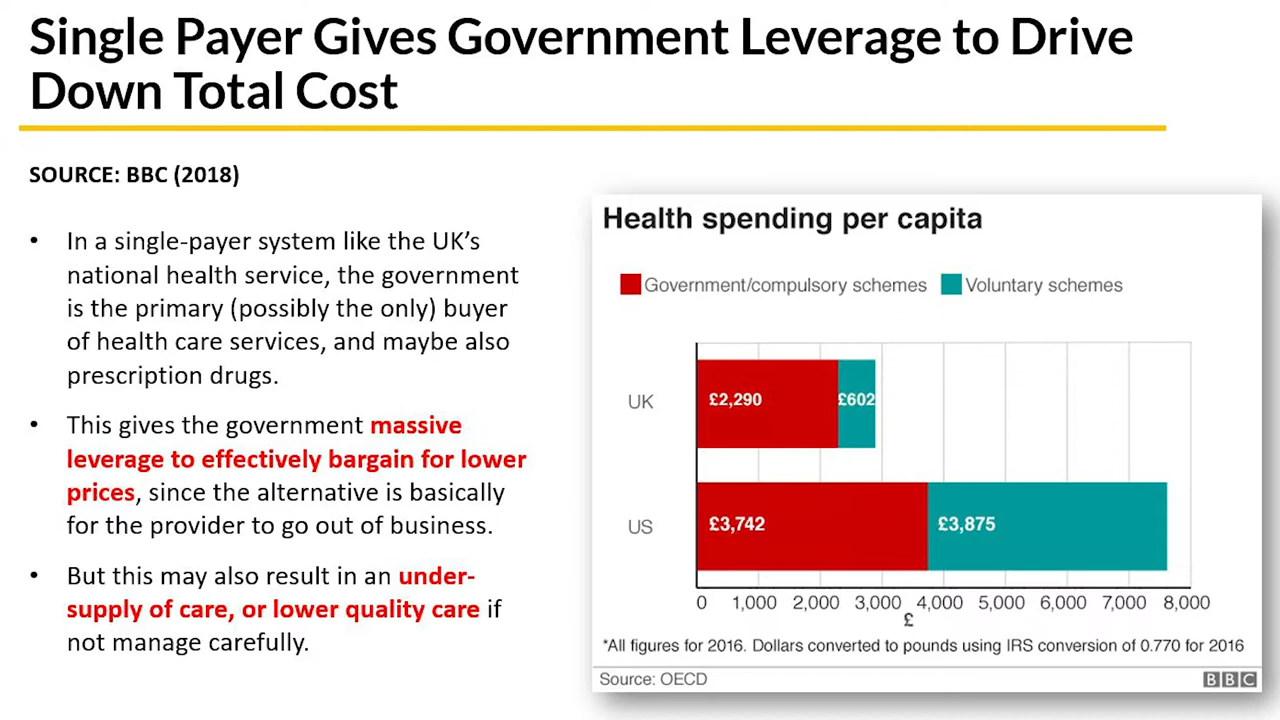 Single Payer Gives Government Leverage to Drive
Down Total Cost
SOURCE: BBC (2018)
• In a single-payer system like the UK’s
national health service, the government
is the primary (possibly the only) buyer
of health care services, and maybe also
prescription drugs.
• This gives the government massive
leverage to effectively bargain for lower
prices, since the alternative is basically
for the provider to go out of business.
• But this may also result in an under-
supply of care, or lower quality care if
not manage carefully.
Health spending per capita
Government/compulsory schemes Voluntary schemes
UK £2,290 £602
US £3,742 £3,875
0 1,000 2,000 3,000 4,000 5,000 6,000 7,000 8,000
£
*All figures for 2016. Dollars converted to pounds using IRS conversion of 0.770 for 2016
Source: OECD BBC